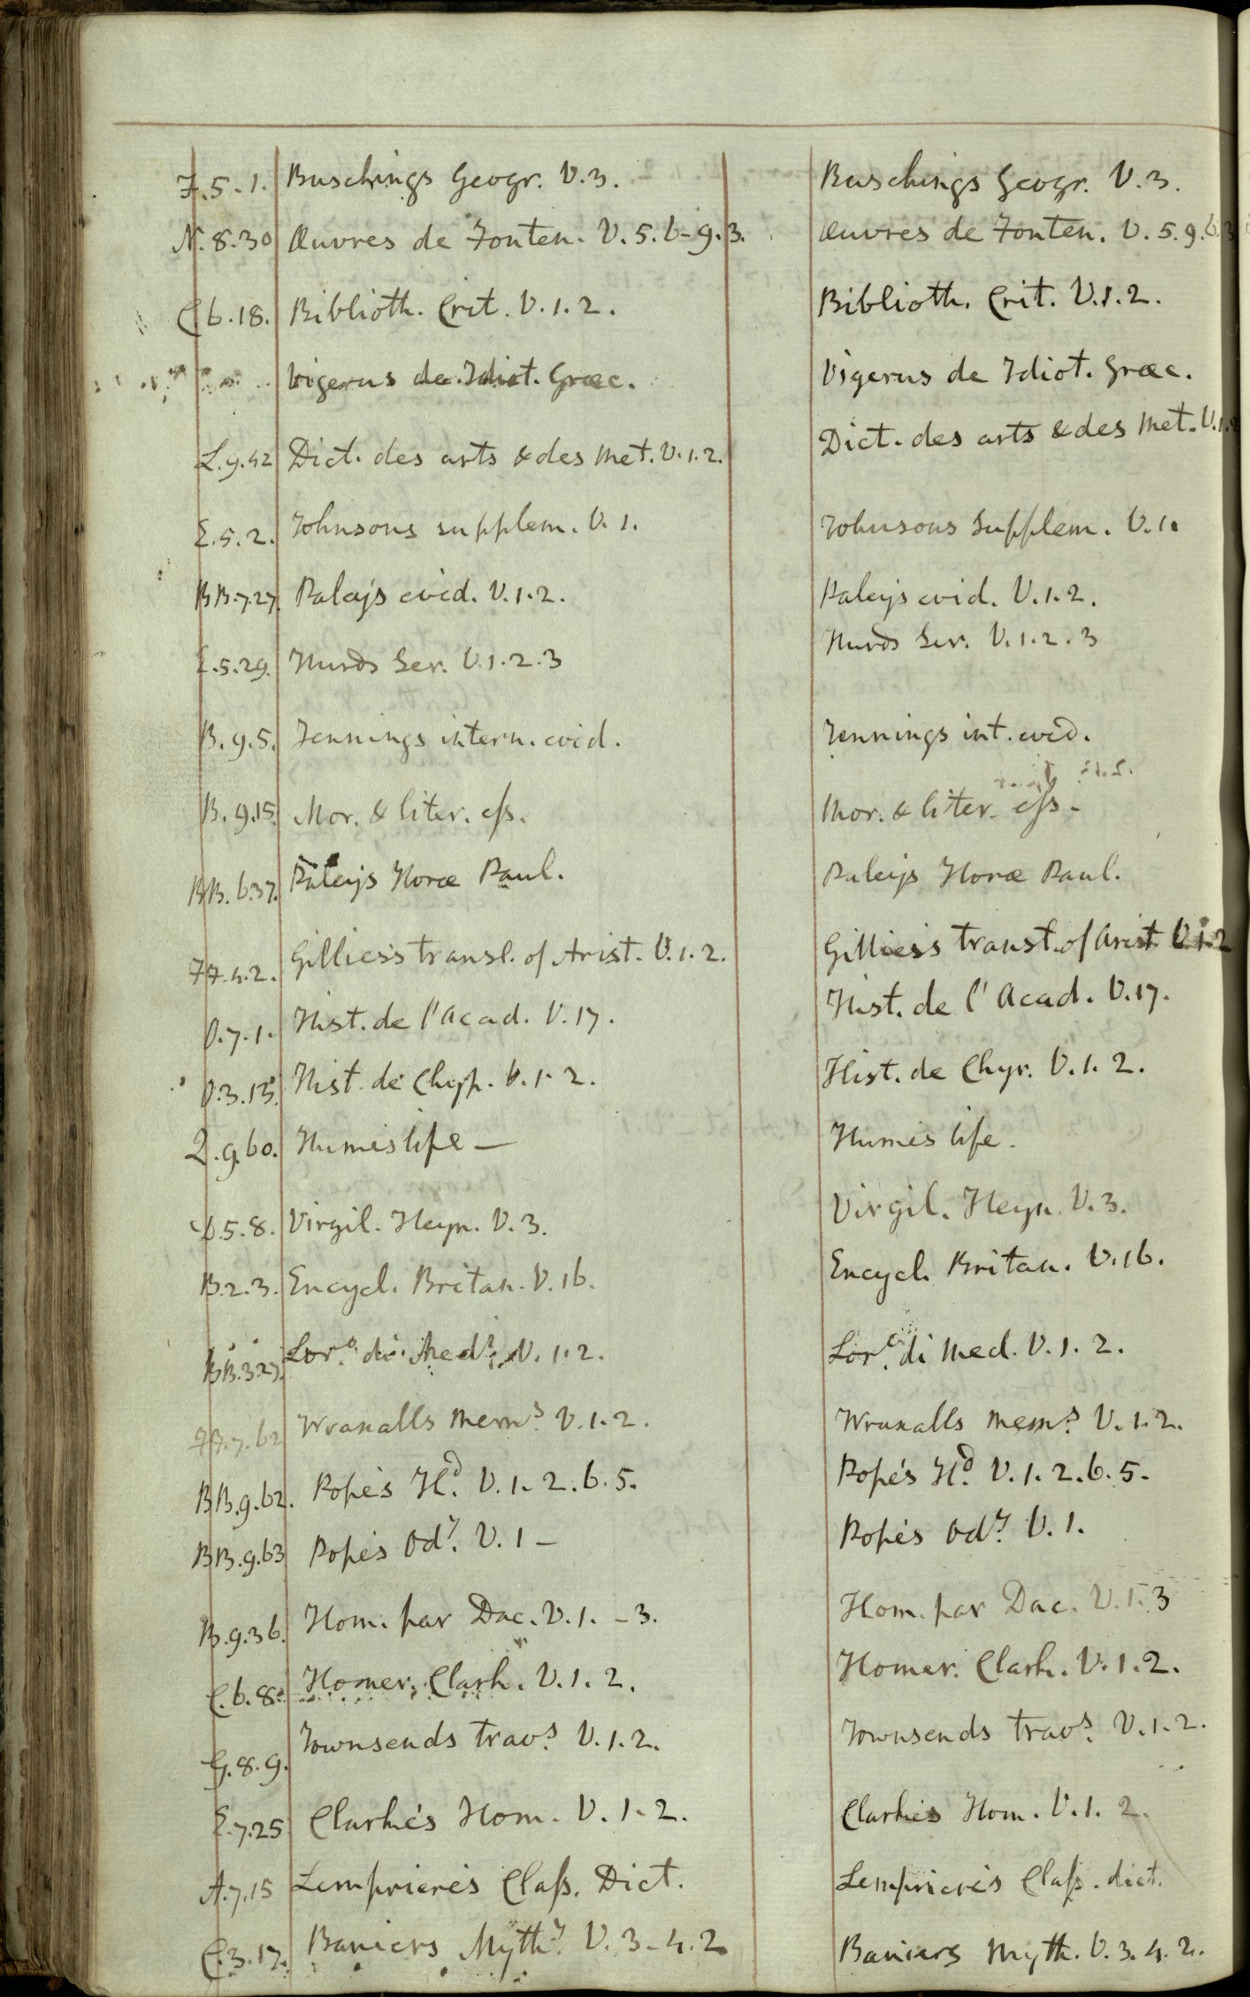 F.5.1. Buschings Geogr. V.3. Buschings Geogr. V.3.
N.8.30 Œuvres de Fonten. V.5.6-9.3. Œuvres de Fonten. V.5.9.6.3
C.6.18. Biblioth. Crit. V.1.2. Biblioth. Crit. V.1.2.
Vigerus de Idiot. Græc. Vigerus de Idiot. Græc.
L.9.42 Dict. des arts & des Met. V.1.2. Dict. des arts & des Met. V.1.2
E.5.2. Johnsons supplem. V.1. Johnsons Supplem. V.1.
BB.7.27. Paleys evid. V.1.2. Paleys evid. V.1.2.
E.5.29. Hurds Ser. V.1.2.3 Hurds Ser. V.1.2.3
B.9.5. Jennings intern. evid. Jennings int. evid.
B.9.15. Mor. & liter. ess. Mor. & liter. ess-
BB.6.37. Paleys Horæ Paul. Paleys Horæ Paul.
FF.4.2. Gillies's transl. of Arist. V.1.2. Gillies's transl. of Arist. V.1.2
O.7.1. Hist. de l'Acad. V.17. Hist. de l'Acad. V.17.
O.3.13. Hist. de Chyp. V.1.2. Hist. de Chyr. V.1.2.
Q.9.60. Hume's life — Hume's life.
D.5.8. Virgil. Heyn. V.3. Virgil. Heyn. V.3.
B.2.3. Encycl. Britan. V.16. Encycl. Britan. V.16.
BB.3.27. Lor.o di Med.i V.1.2. Lor.o di Med. V.1.2.
FF.7.62 Wraxalls Mem.s V.1.2. Wraxalls Mem.s V.1.2.
BB.9.62. Pope's Il.d V.1.2.6.5. Pope's Il.d V.1.2.6.5.
BB.9.63 Pope's Od.y V.1 - Pope's Od.y V.1.
B.9.36. Hom. par Dac. V.1.-3. Hom. par Dac. V.1-3
C.6.8. Homer. Clark. V.1.2. Homer. Clark. V.1.2.
G.8.9. Townsends trav.s V.1.2. Townsends trav.s V.1.2.
E.7.25 Clarke's Hom. V.1.2. Clarke's Hom. V.1.2.
A.7.15 Lempriere's Class. Dict. Lempriere's Class. dict.
C.3.17. Baniers Myth.y V.3-4.2 Baniers Myth. V.3.4.2.